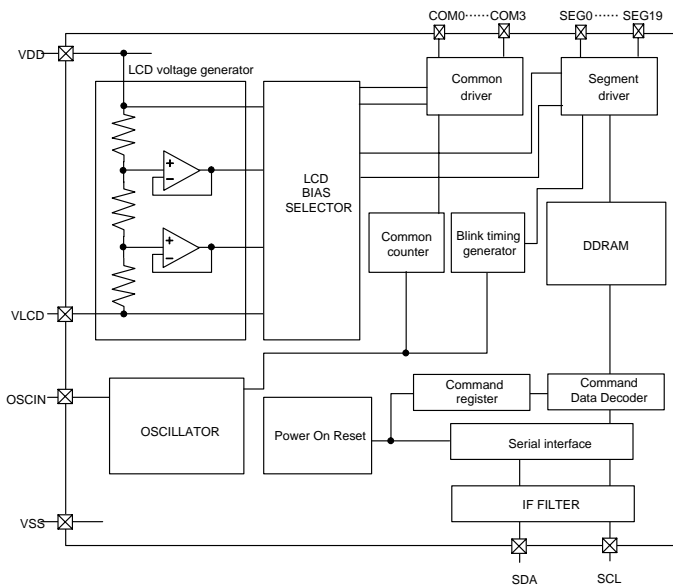 COM0······COM3
SEG0······ SEG19
VDD
LCD voltage generator
Common
driver
Segment
driver
+
−
LCD
BIAS
SELECTOR
+
−
Common
counter
Blink timing
generator
DDRAM
VLCD
OSCIN
OSCILLATOR
Command
register
Command
Data Decoder
Power On Reset
Serial interface
IF FILTER
VSS
SDA
SCL